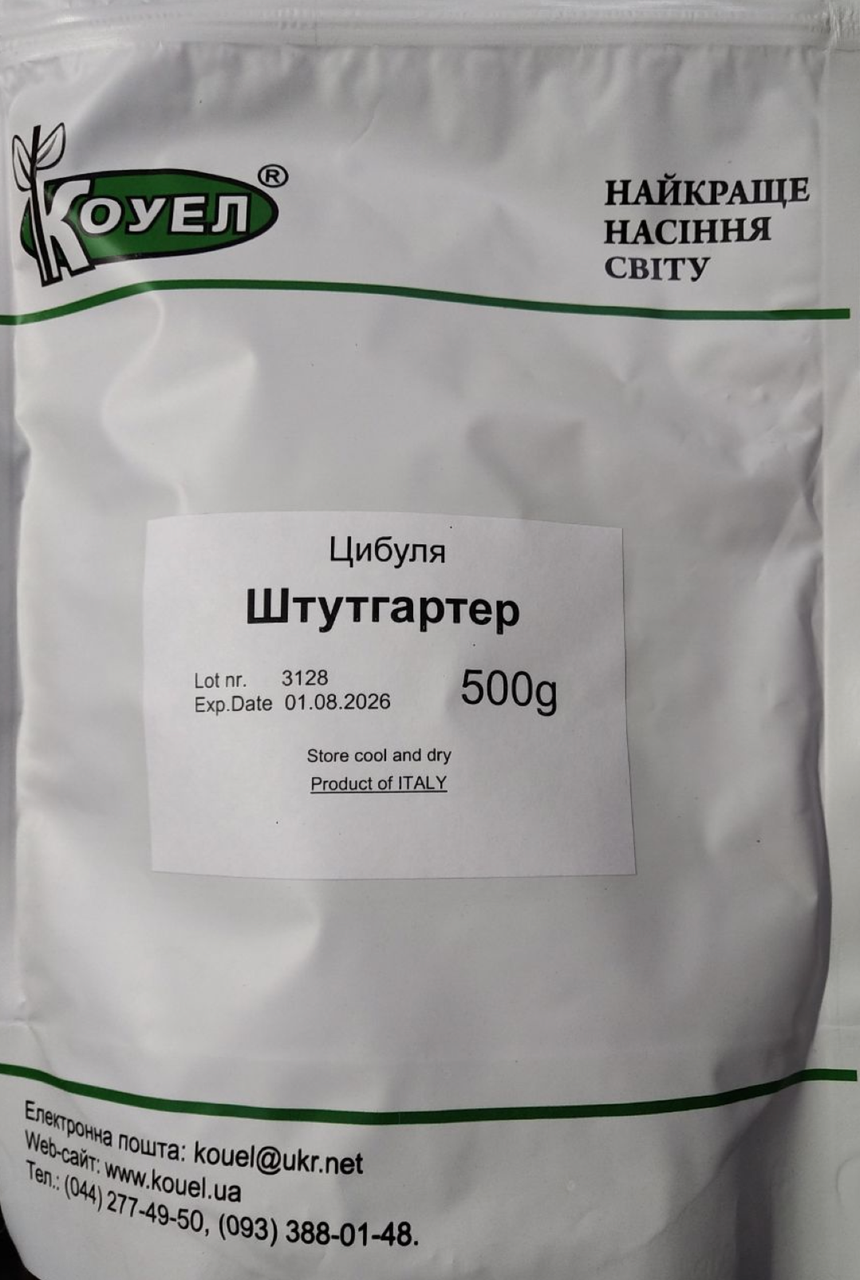 КОУЕЛ®
НАЙКРАЩЕ
НАСІННЯ
СВІТУ
Цибуля
Штутгартер
Lot nr. 3128
Exp.Date 01.08.2026
500g
Store cool and dry
Product of ITALY
Електронна пошта: kouel@ukr.net
Web-сайт: www.kouel.ua
Тел.: (044) 277-49-50, (093) 388-01-48.